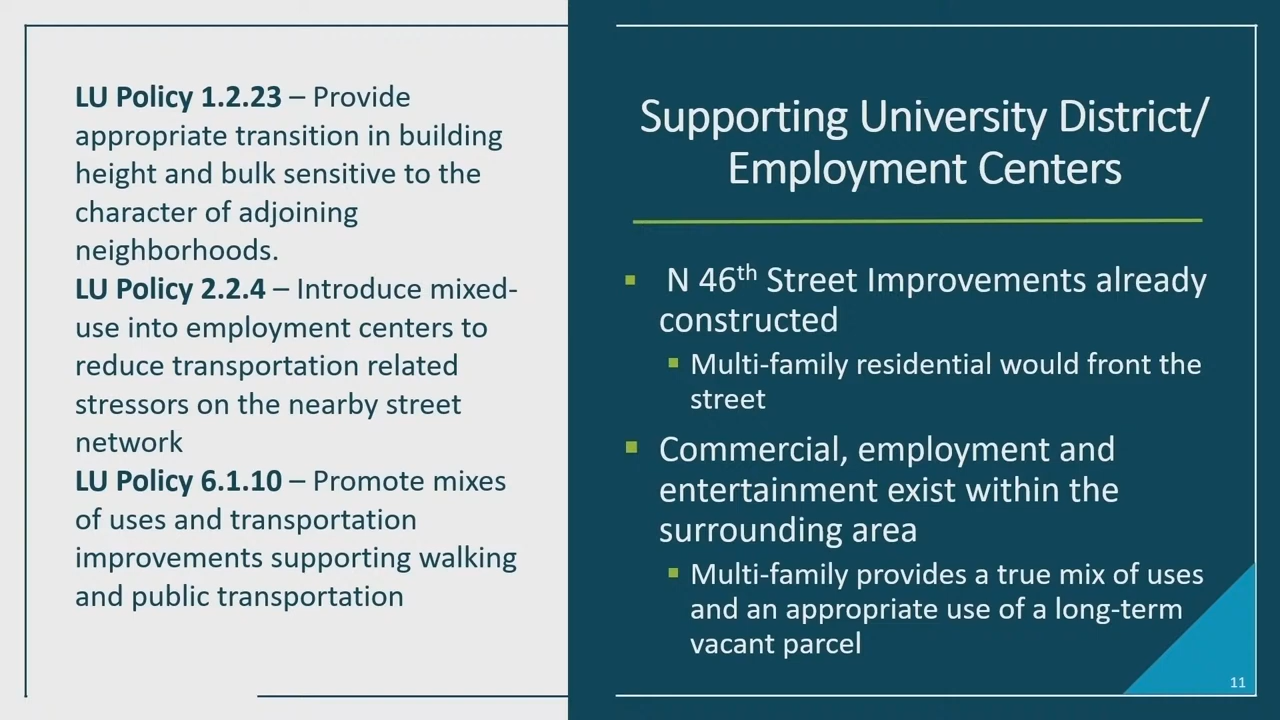 LU Policy 1.2.23 – Provide
appropriate transition in building
height and bulk sensitive to the
character of adjoining
neighborhoods.
LU Policy 2.2.4 – Introduce mixed-
use into employment centers to
reduce transportation related
stressors on the nearby street
network
LU Policy 6.1.10 – Promote mixes
of uses and transportation
improvements supporting walking
and public transportation
Supporting University District/
Employment Centers
▪ N 46th Street Improvements already
constructed
▪ Multi-family residential would front the
street
▪ Commercial, employment and
entertainment exist within the
surrounding area
▪ Multi-family provides a true mix of uses
and an appropriate use of a long-term
vacant parcel
11